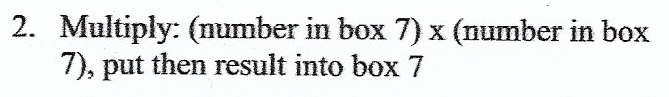 2. Multiply: (number in box 7) x (number in box
7), put then result into box 7